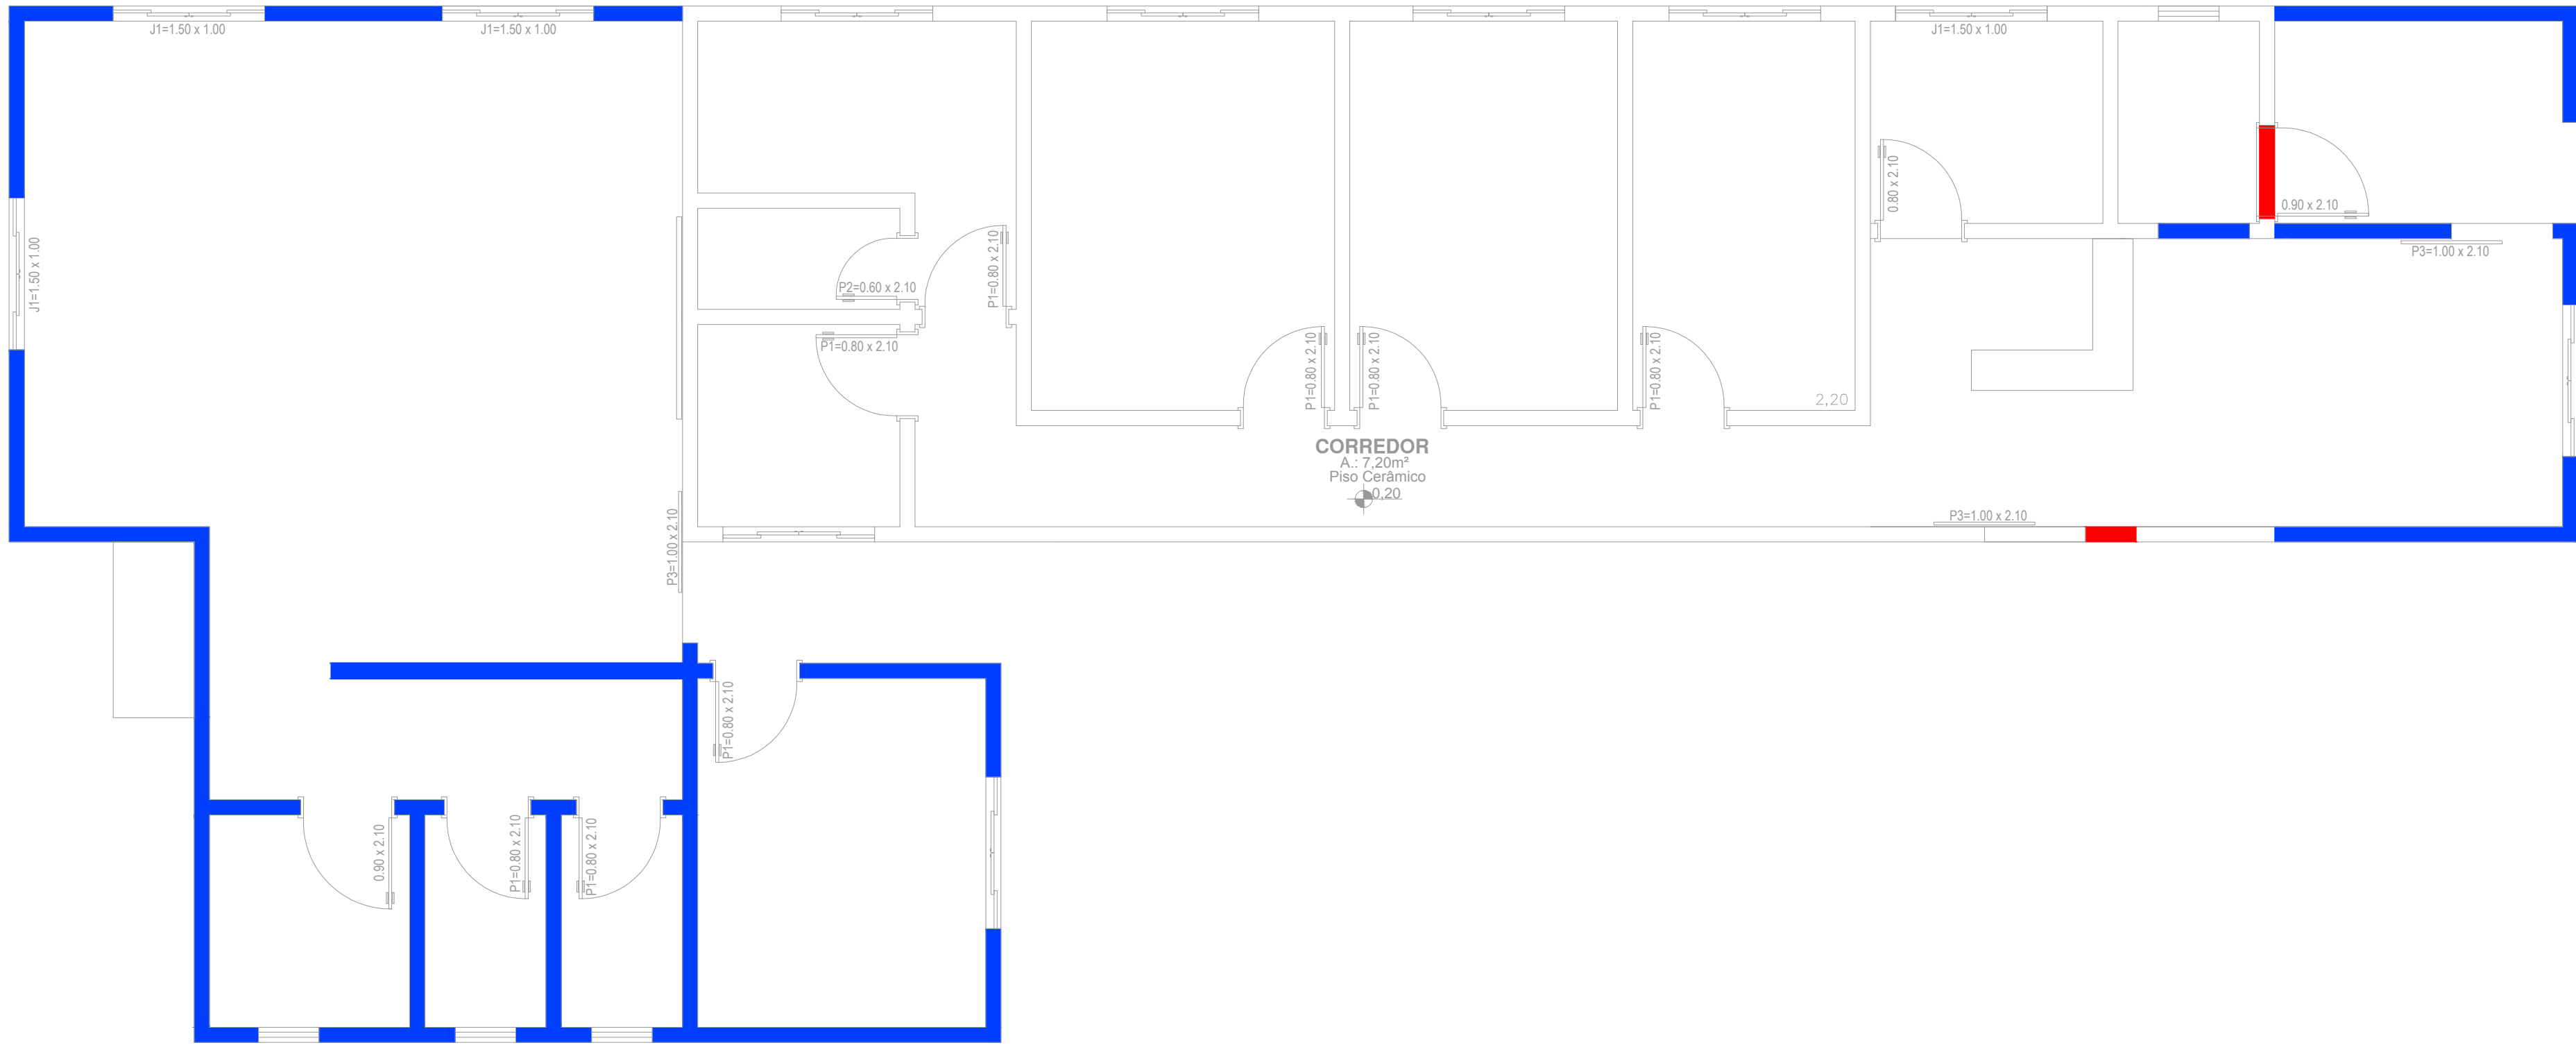 J1=1.50 x 1.00
J1=1.50 x 1.00
J1=1.50 x 1.00
0.80 x 2.10
0.90 x 2.10
J1=1.50 x 1.00
P1=0.80 x 2.10
P3=1.00 x 2.10
P2=0.60 x 2.10
P1=0.80 x 2.10
P1=0.80 x 2.10
P1=0.80 x 2.10
P1=0.80 x 2.10
2,20
CORREDOR
A.: 7,20m²
Piso Cerâmico
0,20
P3=1.00 x 2.10
P3=1.00 x 2.10
P1=0.80 x 2.10
0.90 x 2.10
P1=0.80 x 2.10
P1=0.80 x 2.10